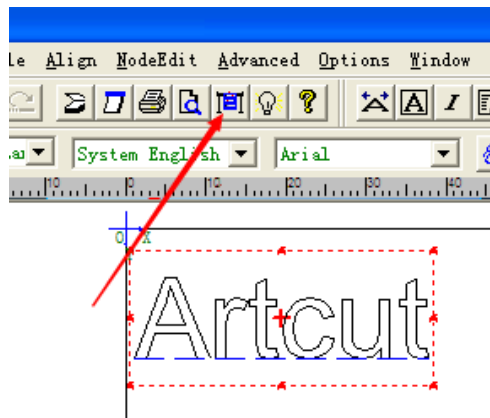 le Align NodeEdit Advanced Options Window
A I
System English Arial
10 0 10 20 30 40
0 X
Artcut